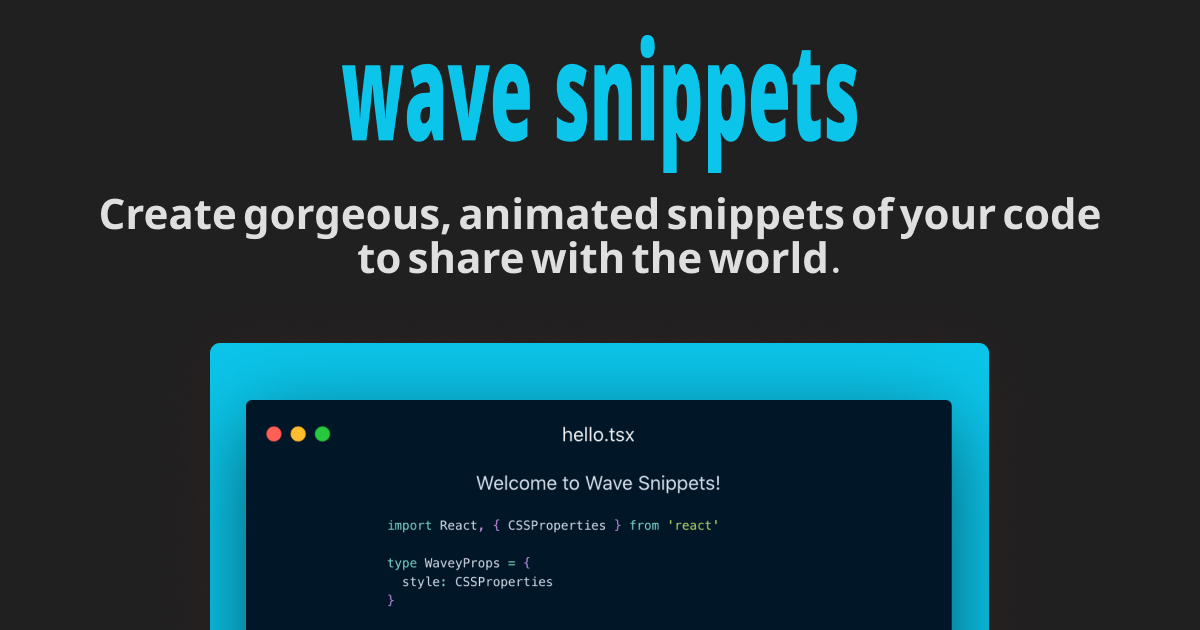 wave snippets
Create gorgeous, animated snippets of your code
to share with the world.
hello.tsx
Welcome to Wave Snippets!
import React, { CSSProperties } from 'react'
type WaveyProps = {
  style: CSSProperties
}